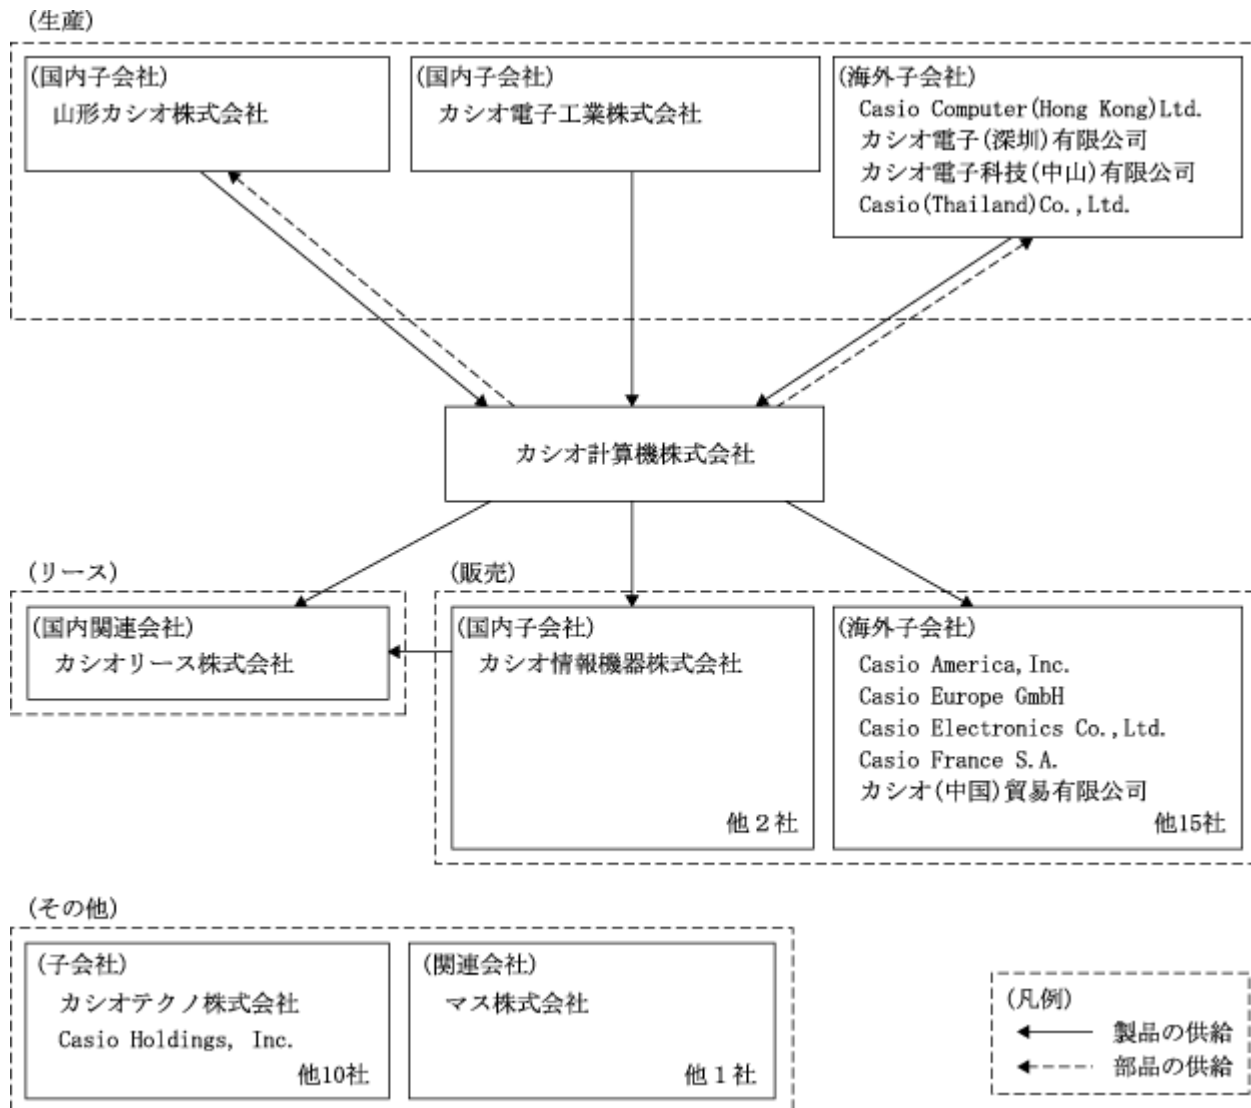 (生産)
(国内子会社)
山形カシオ株式会社
(国内子会社)
カシオ電子工業株式会社
(海外子会社)
Casio Computer(Hong Kong)Ltd.
カシオ電子(深圳)有限公司
カシオ電子科技(中山)有限公司
Casio(Thailand)Co.,Ltd.
カシオ計算機株式会社
(リース)
(国内関連会社)
カシオリース株式会社
(販売)
(国内子会社)
カシオ情報機器株式会社
他2社
(海外子会社)
Casio America,Inc.
Casio Europe GmbH
Casio Electronics Co.,Ltd.
Casio France S.A.
カシオ(中国)貿易有限公司
他15社
(その他)
(子会社)
カシオテクノ株式会社
Casio Holdings, Inc.
他10社
(関連会社)
マス株式会社
他1社
(凡例)
製品の供給
部品の供給